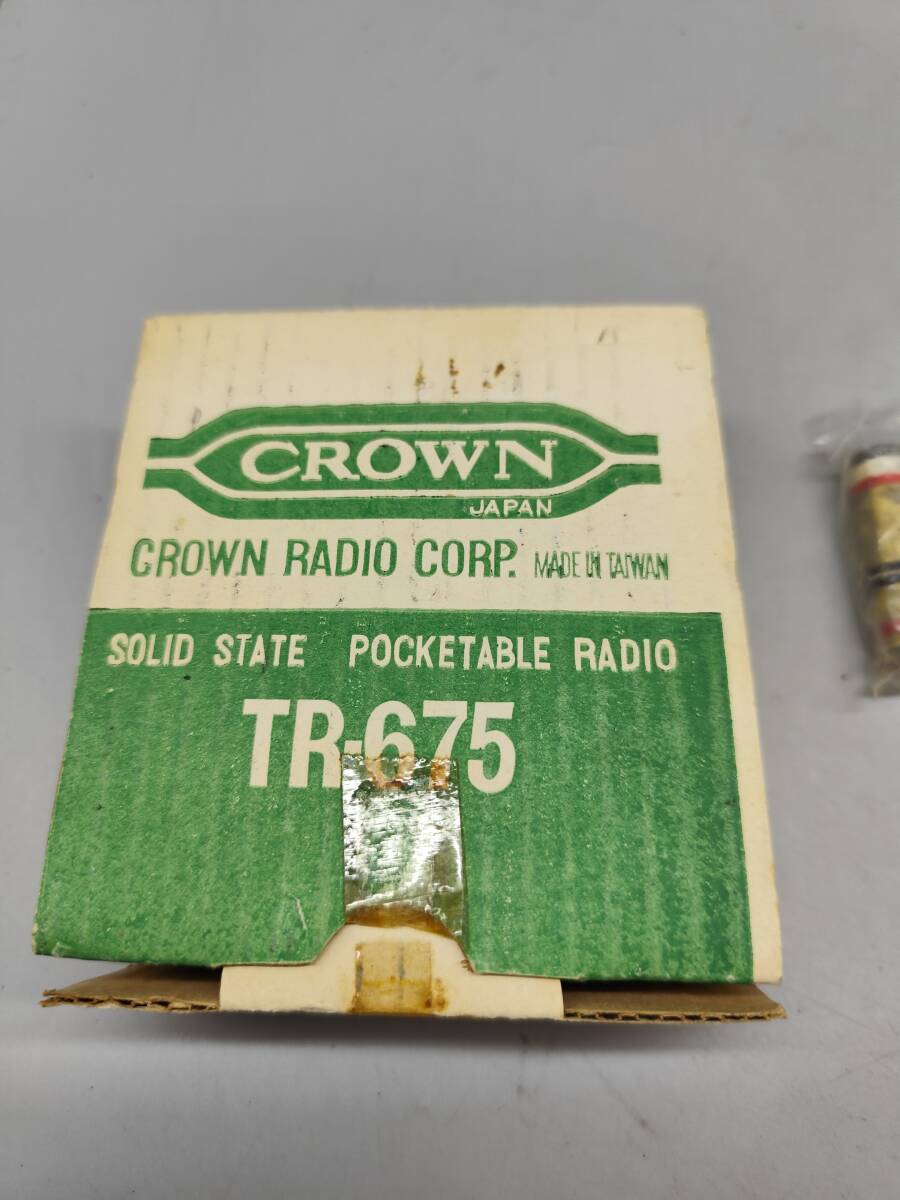 CROWN
JAPAN
CROWN RADIO CORP. MADE IN TAIWAN
SOLID STATE POCKETABLE RADIO
TR-675